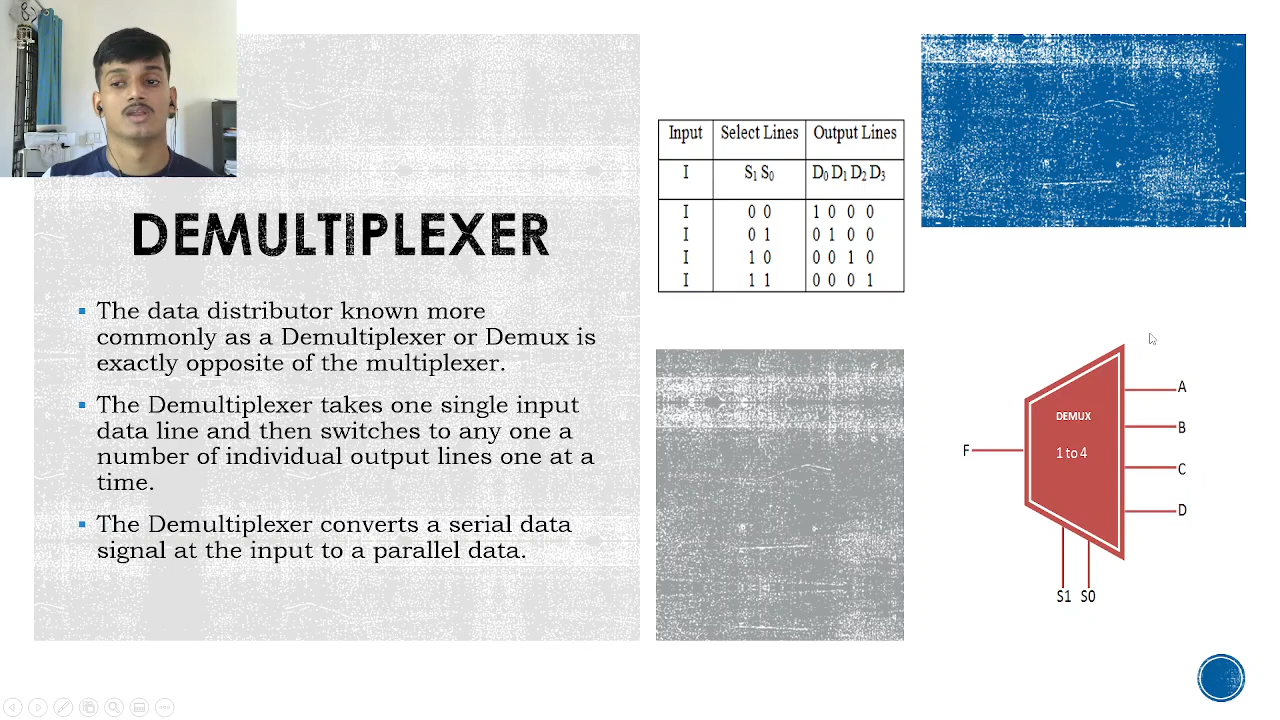 DEMULTIPLEXER
▪ The data distributor known more
commonly as a Demultiplexer or Demux is
exactly opposite of the multiplexer.
▪ The Demultiplexer takes one single input
data line and then switches to any one a
number of individual output lines one at a
time.
▪ The Demultiplexer converts a serial data
signal at the input to a parallel data.
Input Select Lines Output Lines
I S₁ S₀ D₀ D₁ D₂ D₃
I 0 0 1 0 0 0
I 0 1 0 1 0 0
I 1 0 0 0 1 0
I 1 1 0 0 0 1
DEMUX
1 to 4
F
A
B
C
D
S1 S0